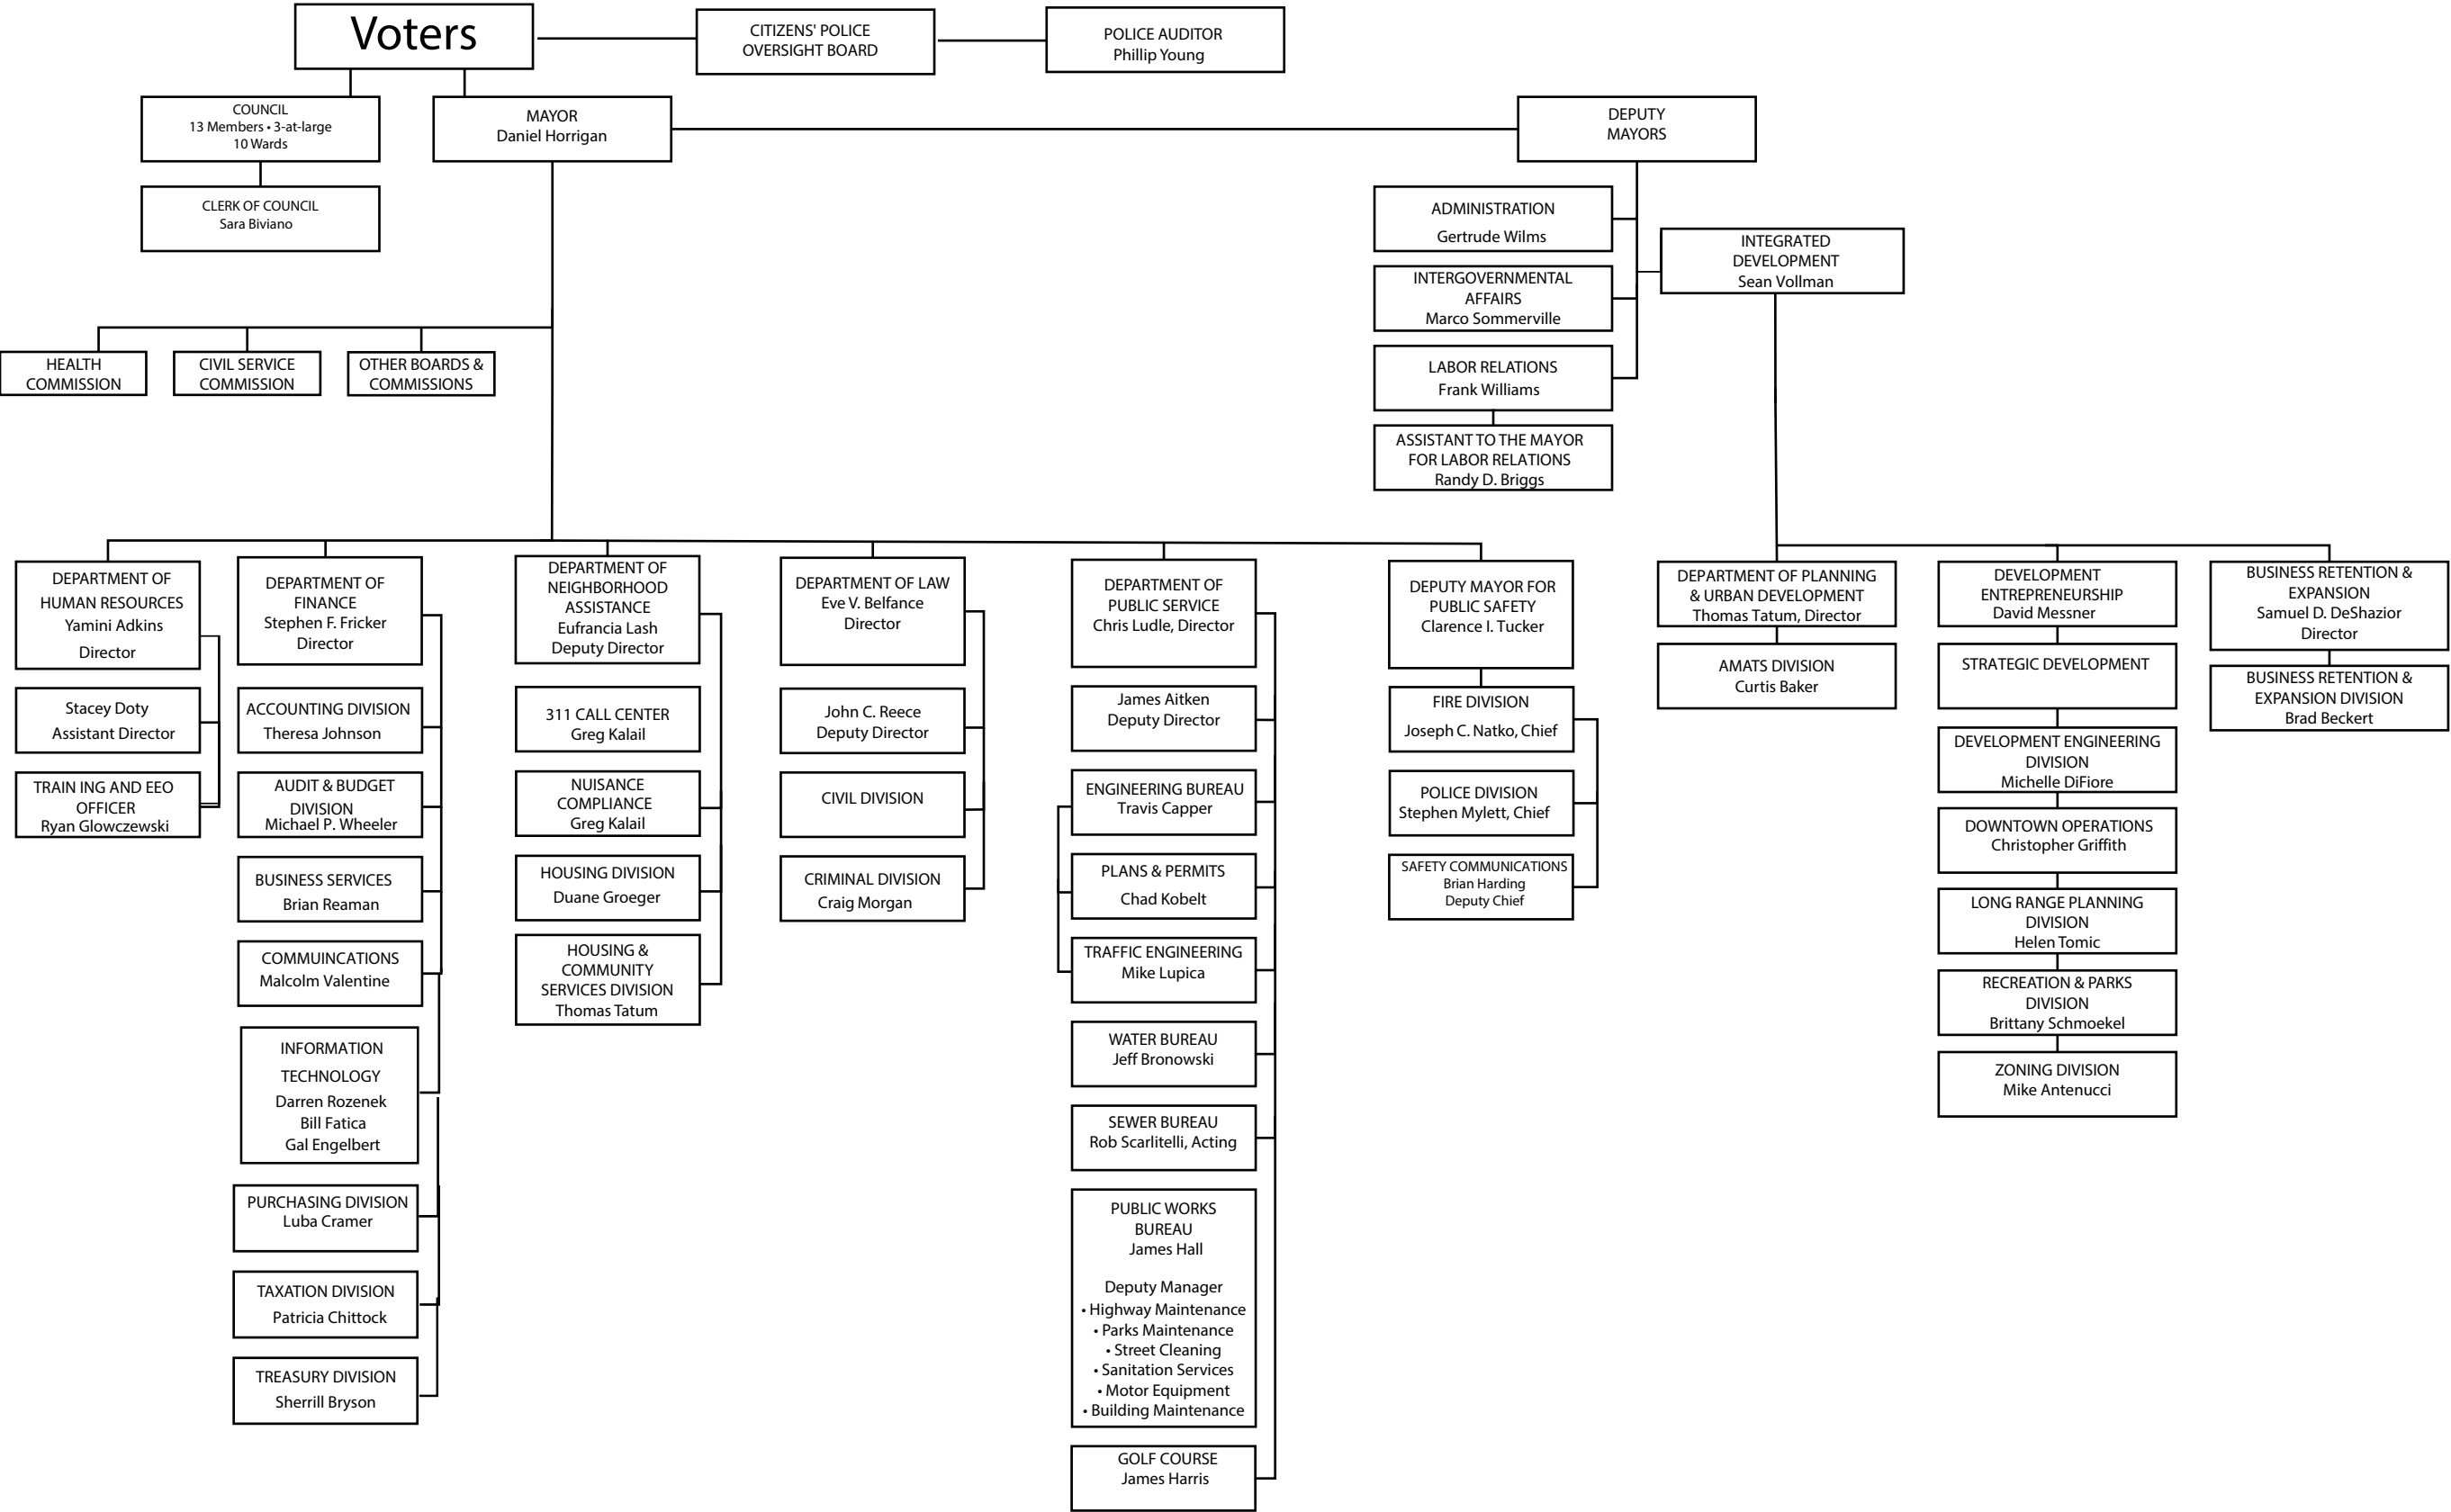 Voters
CITIZENS' POLICE
OVERSIGHT BOARD
POLICE AUDITOR
Phillip Young
COUNCIL
13 Members • 3-at-large
10 Wards
MAYOR
Daniel Horrigan
DEPUTY
MAYORS
CLERK OF COUNCIL
Sara Biviano
ADMINISTRATION
Gertrude Wilms
INTEGRATED
DEVELOPMENT
Sean Vollman
INTERGOVERNMENTAL
AFFAIRS
Marco Sommerville
LABOR RELATIONS
Frank Williams
ASSISTANT TO THE MAYOR
FOR LABOR RELATIONS
Randy D. Briggs
HEALTH
COMMISSION
CIVIL SERVICE
COMMISSION
OTHER BOARDS &
COMMISSIONS
DEPARTMENT OF
HUMAN RESOURCES
Yamini Adkins
Director
Stacey Doty
Assistant Director
TRAIN ING AND EEO
OFFICER
Ryan Glowczewski
DEPARTMENT OF
FINANCE
Stephen F. Fricker
Director
ACCOUNTING DIVISION
Theresa Johnson
AUDIT & BUDGET
DIVISION
Michael P. Wheeler
BUSINESS SERVICES
Brian Reaman
COMMUINCATIONS
Malcolm Valentine
INFORMATION
TECHNOLOGY
Darren Rozenek
Bill Fatica
Gal Engelbert
PURCHASING DIVISION
Luba Cramer
TAXATION DIVISION
Patricia Chittock
TREASURY DIVISION
Sherrill Bryson
DEPARTMENT OF
NEIGHBORHOOD
ASSISTANCE
Eufrancia Lash
Deputy Director
311 CALL CENTER
Greg Kalail
NUISANCE
COMPLIANCE
Greg Kalail
HOUSING DIVISION
Duane Groeger
HOUSING &
COMMUNITY
SERVICES DIVISION
Thomas Tatum
DEPARTMENT OF LAW
Eve V. Belfance
Director
John C. Reece
Deputy Director
CIVIL DIVISION
CRIMINAL DIVISION
Craig Morgan
DEPARTMENT OF
PUBLIC SERVICE
Chris Ludle, Director
James Aitken
Deputy Director
ENGINEERING BUREAU
Travis Capper
PLANS & PERMITS
Chad Kobelt
TRAFFIC ENGINEERING
Mike Lupica
WATER BUREAU
Jeff Bronowski
SEWER BUREAU
Rob Scarlitelli, Acting
PUBLIC WORKS
BUREAU
James Hall
Deputy Manager
• Highway Maintenance
• Parks Maintenance
• Street Cleaning
• Sanitation Services
• Motor Equipment
• Building Maintenance
GOLF COURSE
James Harris
DEPUTY MAYOR FOR
PUBLIC SAFETY
Clarence I. Tucker
FIRE DIVISION
Joseph C. Natko, Chief
POLICE DIVISION
Stephen Mylett, Chief
SAFETY COMMUNICATIONS
Brian Harding
Deputy Chief
DEPARTMENT OF PLANNING
& URBAN DEVELOPMENT
Thomas Tatum, Director
AMATS DIVISION
Curtis Baker
DEVELOPMENT
ENTREPRENEURSHIP
David Messner
STRATEGIC DEVELOPMENT
DEVELOPMENT ENGINEERING
DIVISION
Michelle DiFiore
DOWNTOWN OPERATIONS
Christopher Griffith
LONG RANGE PLANNING
DIVISION
Helen Tomic
RECREATION & PARKS
DIVISION
Brittany Schmoekel
ZONING DIVISION
Mike Antenucci
BUSINESS RETENTION &
EXPANSION
Samuel D. DeShazior
Director
BUSINESS RETENTION &
EXPANSION DIVISION
Brad Beckert